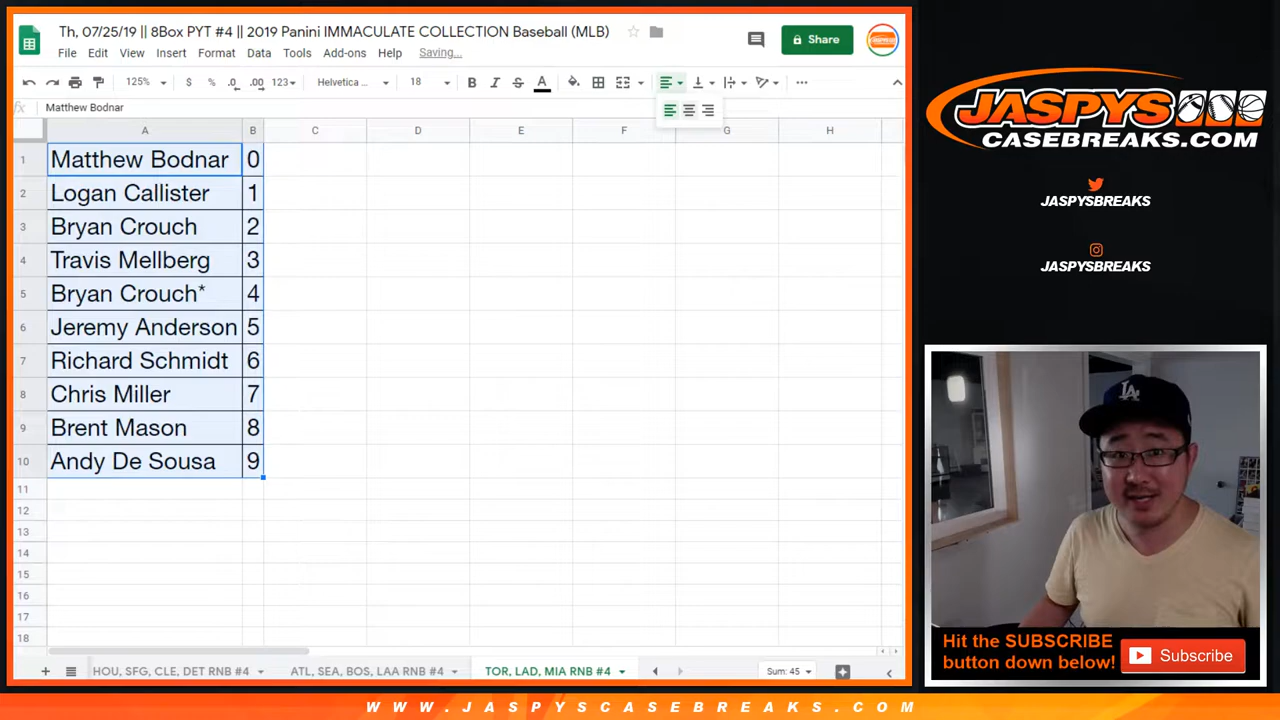 Th, 07/25/19 || 8Box PYT #4 || 2019 Panini IMMACULATE COLLECTION Baseball (MLB)
File Edit View Insert Format Data Tools Add-ons Help Saving...
Share
125% $ % .0 .00 123 Helvetica ... 18 B I S A
fx Matthew Bodnar
A B C D E F G H
1 Matthew Bodnar 0
2 Logan Callister 1
3 Bryan Crouch 2
4 Travis Mellberg 3
5 Bryan Crouch* 4
6 Jeremy Anderson 5
7 Richard Schmidt 6
8 Chris Miller 7
9 Brent Mason 8
10 Andy De Sousa 9
11
12
13
14
15
16
17
18
HOU, SFG, CLE, DET RNB #4 ATL, SEA, BOS, LAA RNB #4 TOR, LAD, MIA RNB #4 Sum: 45
JASPYS
CASEBREAKS.COM
JASPYSBREAKS
JASPYSBREAKS
LA
Hit the SUBSCRIBE
button down below!
Subscribe
WWW.JASPYSCASEBREAKS.COM